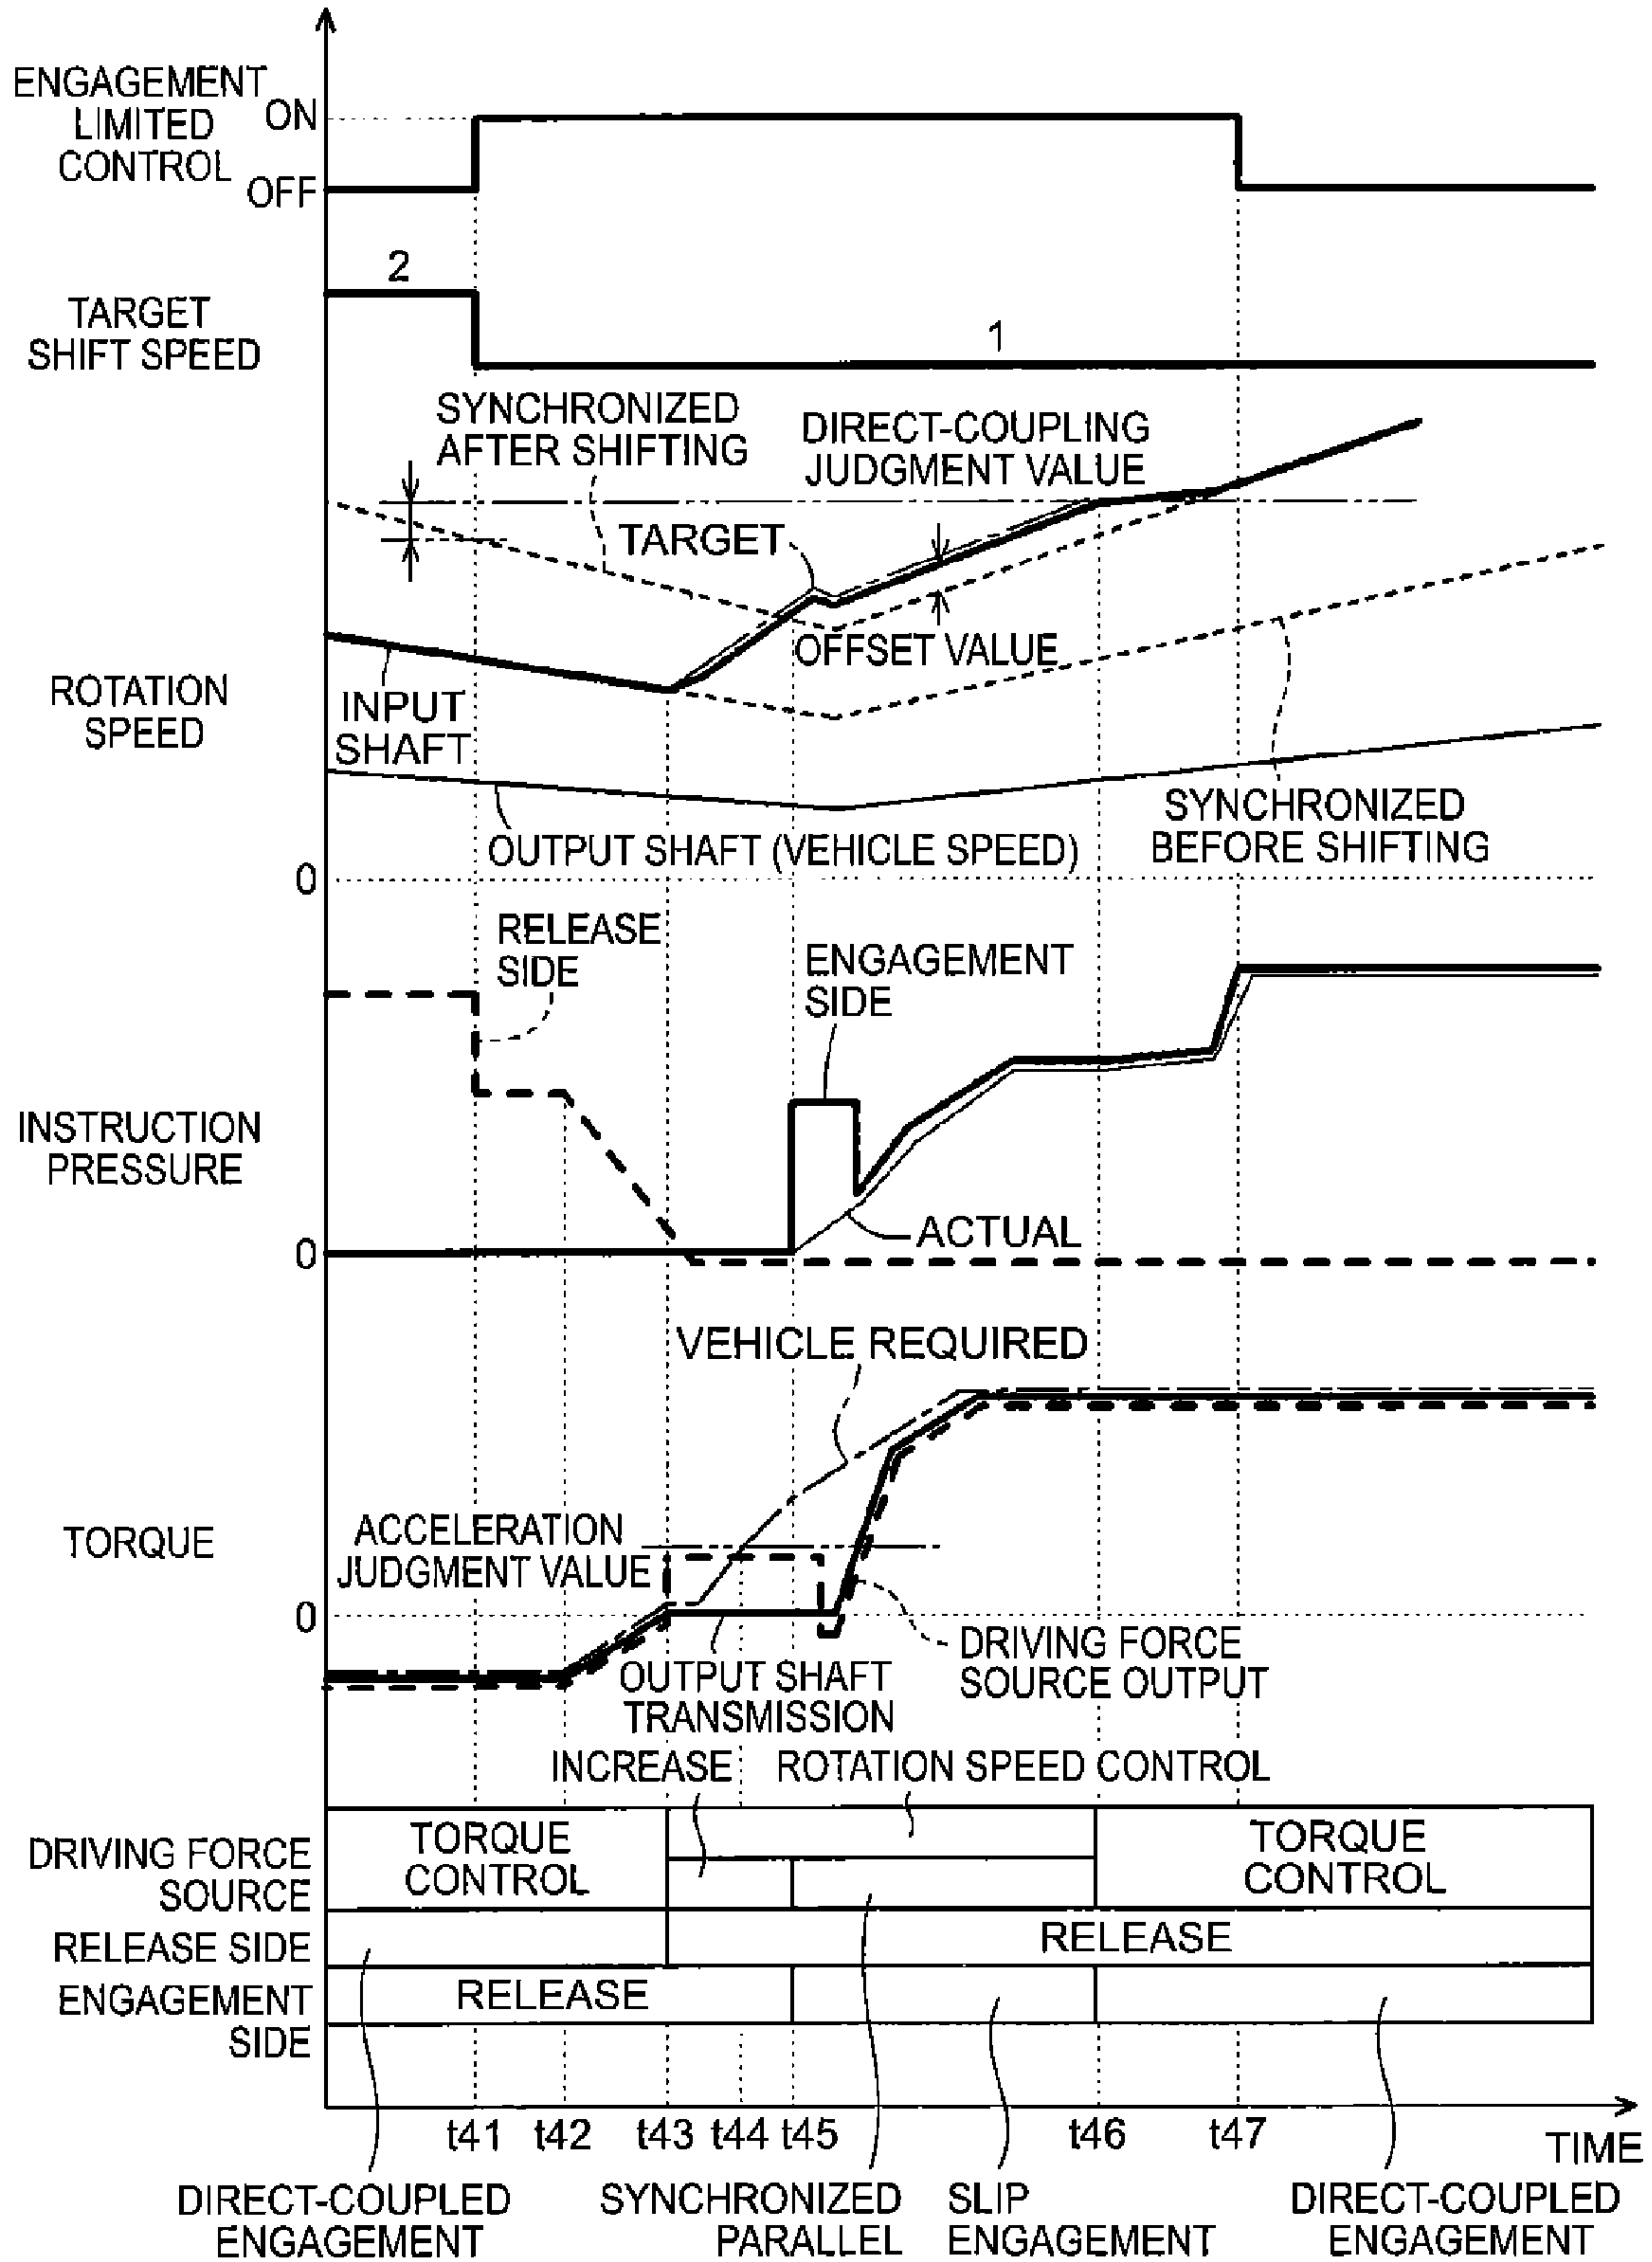 ENGAGEMENT
LIMITED
CONTROL
ON
OFF
2
TARGET
SHIFT SPEED
1
SYNCHRONIZED
AFTER SHIFTING
DIRECT-COUPLING
JUDGMENT VALUE
TARGET
OFFSET VALUE
ROTATION
SPEED
INPUT
SHAFT
OUTPUT SHAFT (VEHICLE SPEED)
SYNCHRONIZED
BEFORE SHIFTING
0
RELEASE
SIDE
ENGAGEMENT
SIDE
INSTRUCTION
PRESSURE
ACTUAL
0
VEHICLE REQUIRED
TORQUE
ACCELERATION
JUDGMENT VALUE
0
OUTPUT SHAFT
TRANSMISSION
DRIVING FORCE
SOURCE OUTPUT
INCREASE
ROTATION SPEED CONTROL
DRIVING FORCE
SOURCE
TORQUE
CONTROL
TORQUE
CONTROL
RELEASE SIDE
RELEASE
ENGAGEMENT
SIDE
RELEASE
t41 t42 t43 t44 t45 t46 t47
TIME
DIRECT-COUPLED
ENGAGEMENT
SYNCHRONIZED
PARALLEL
SLIP
ENGAGEMENT
DIRECT-COUPLED
ENGAGEMENT